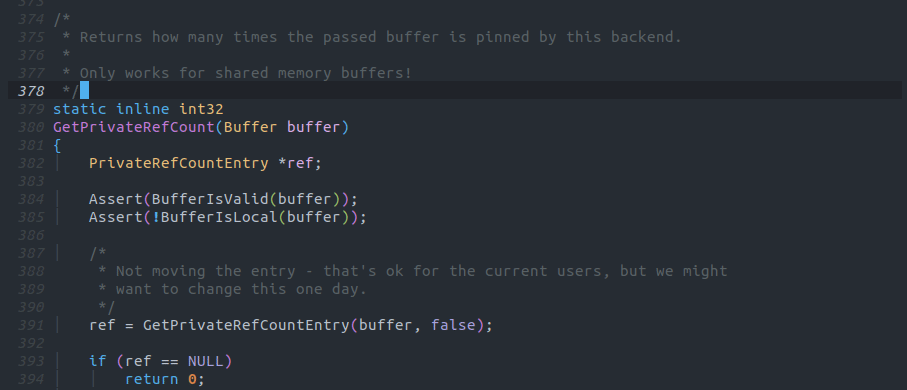 373
374 /*
375  * Returns how many times the passed buffer is pinned by this backend.
376  *
377  * Only works for shared memory buffers!
378  */
379 static inline int32
380 GetPrivateRefCount(Buffer buffer)
381 {
382     PrivateRefCountEntry *ref;
383
384     Assert(BufferIsValid(buffer));
385     Assert(!BufferIsLocal(buffer));
386
387     /*
388      * Not moving the entry - that's ok for the current users, but we might
389      * want to change this one day.
390      */
391     ref = GetPrivateRefCountEntry(buffer, false);
392
393     if (ref == NULL)
394         return 0;